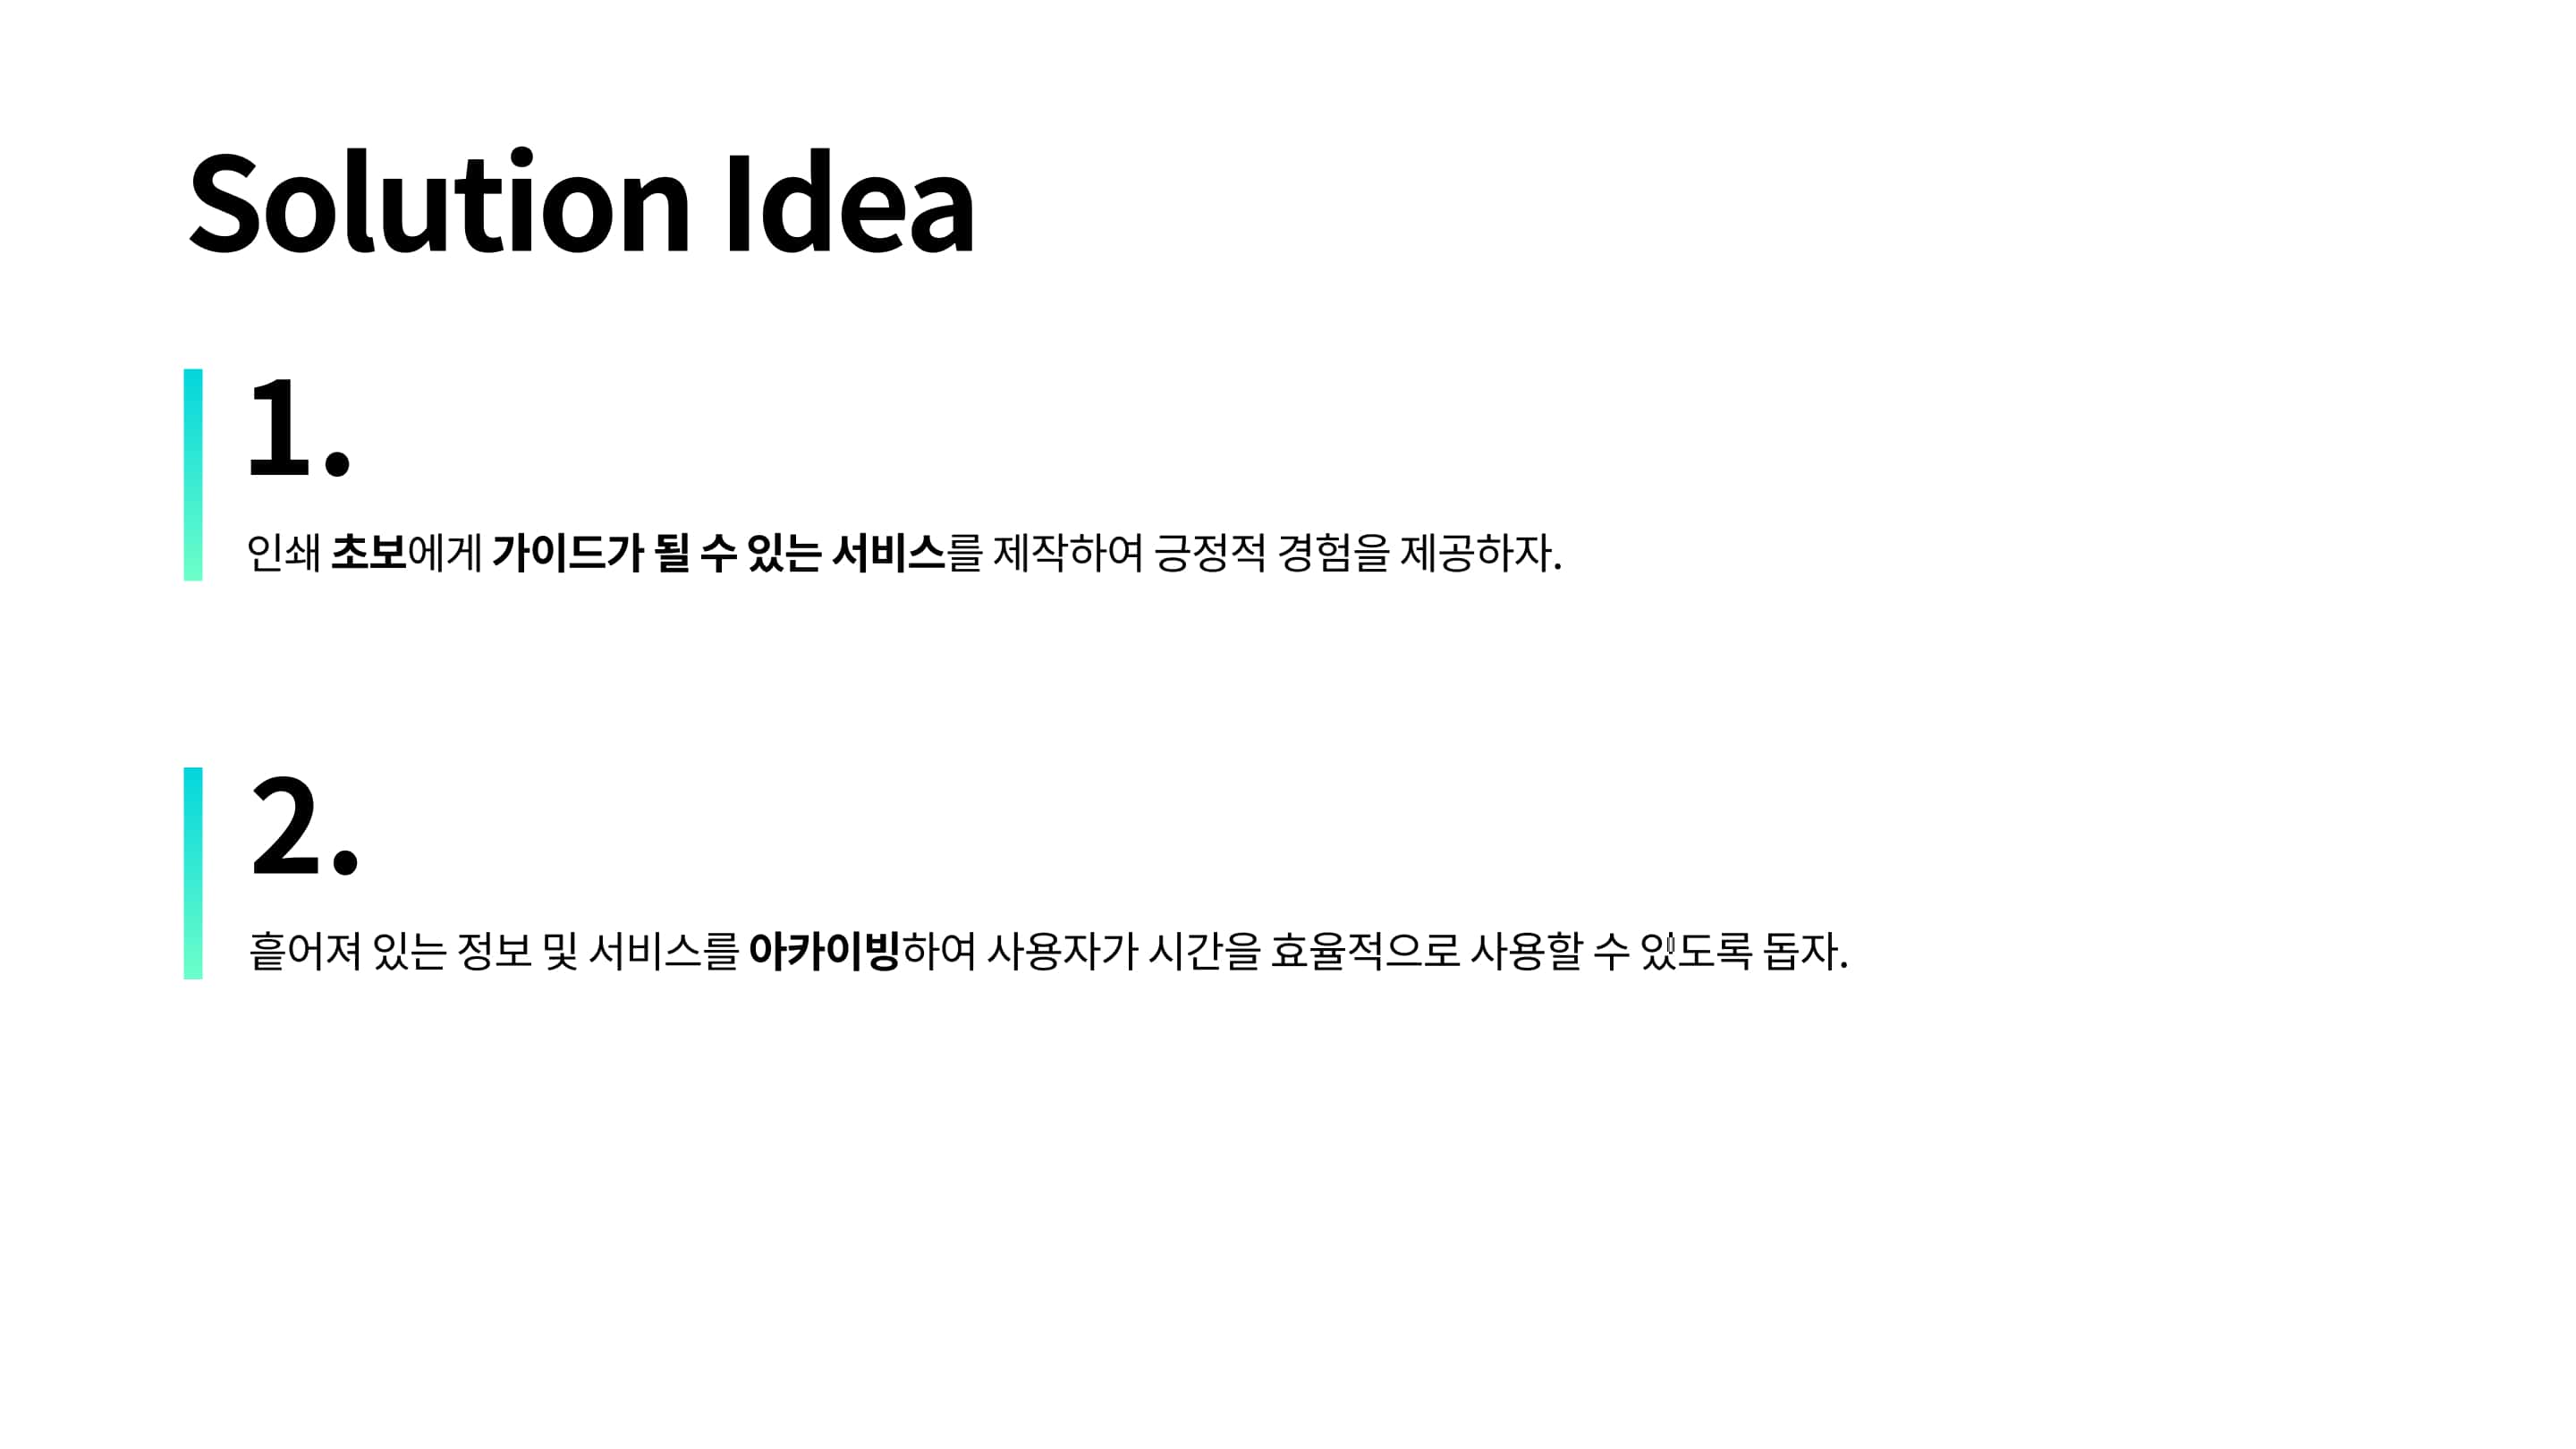 Solution Idea
1.
인쇄 초보에게 가이드가 될 수 있는 서비스를 제작하여 긍정적 경험을 제공하자.
2.
흩어져 있는 정보 및 서비스를 아카이빙하여 사용자가 시간을 효율적으로 사용할 수 있도록 돕자.